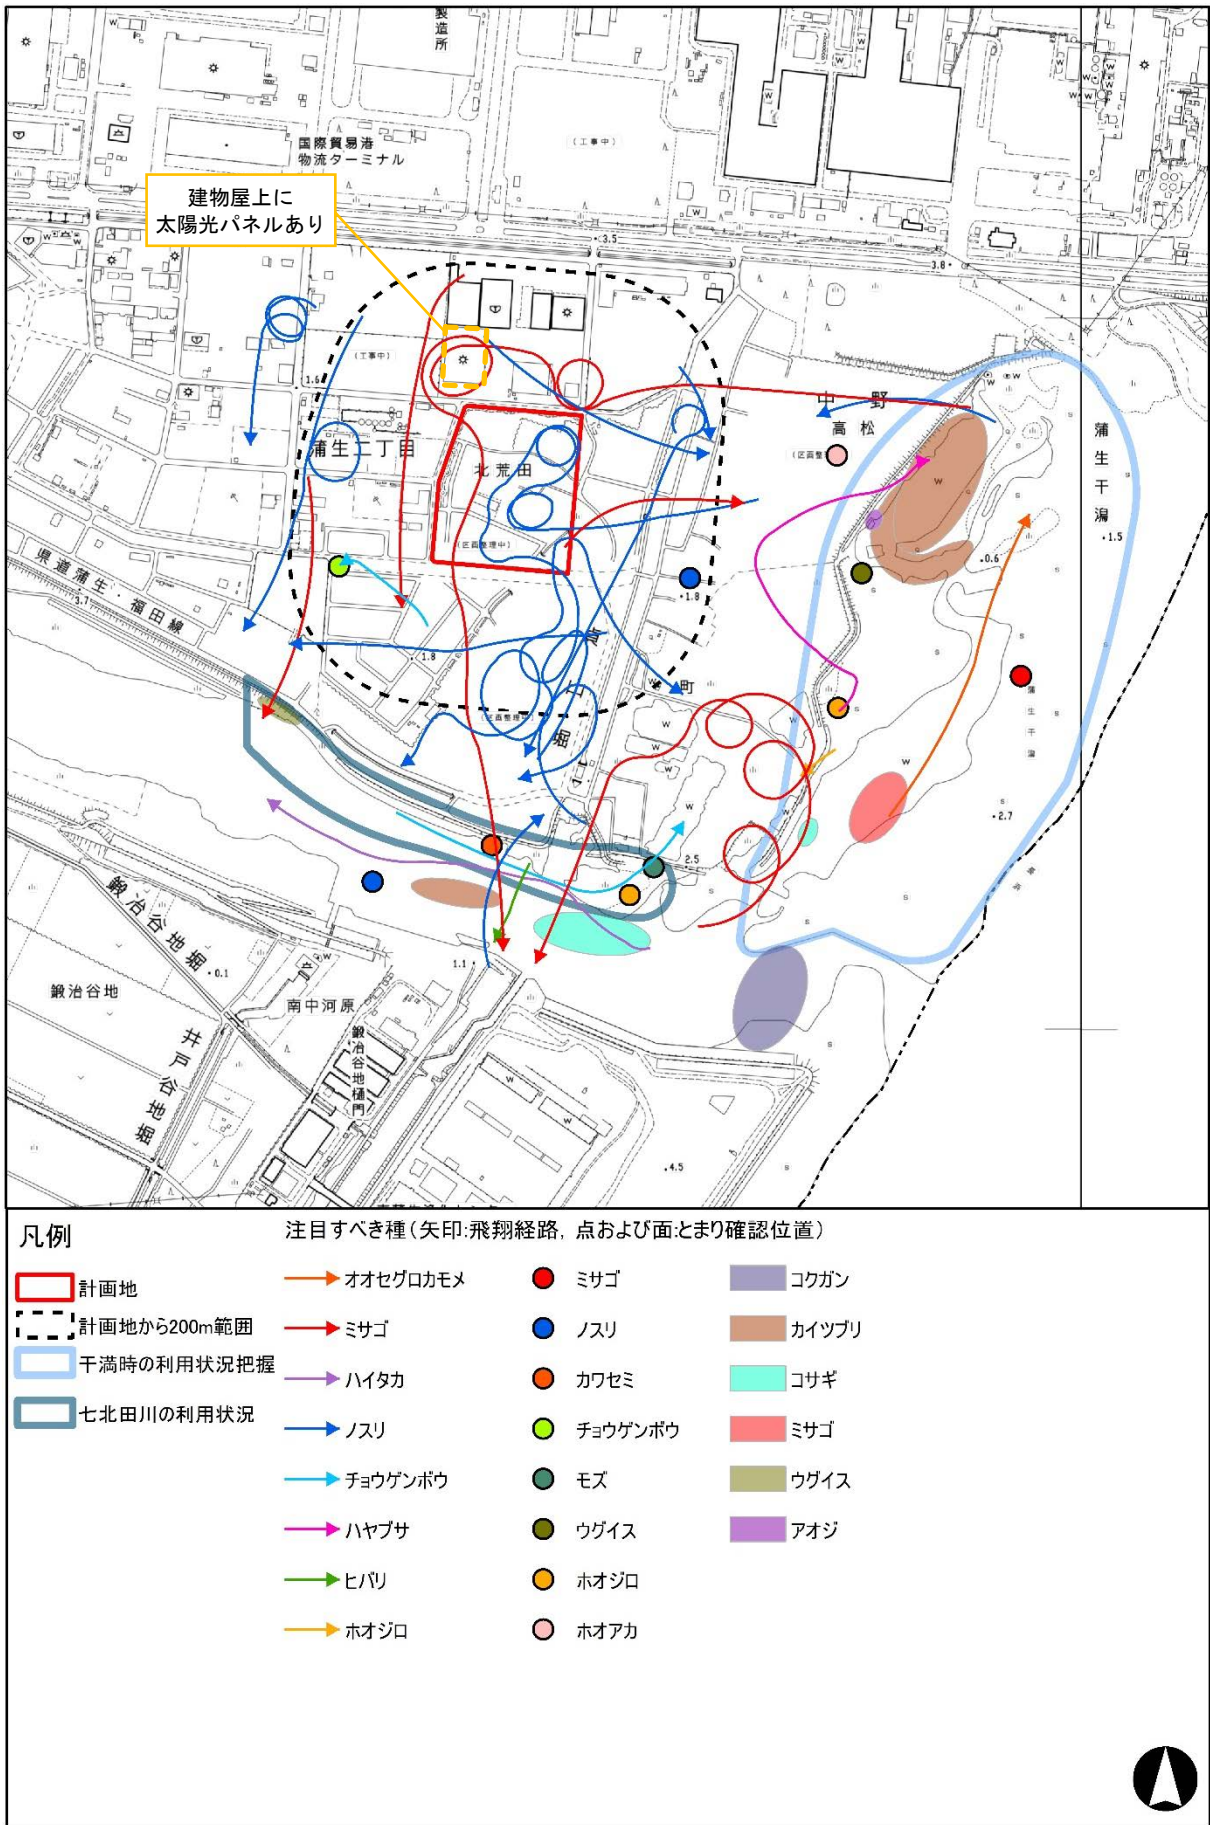 製造所
国際貿易港
物流ターミナル
(工事中)
建物屋上に
太陽光パネルあり
3.5
3.8
(工事中)
1.6
中野
高松
(区画整理中)
蒲生二丁目
北荒田
(区画整理中)
蒲生干潟
1.5
0.6
県道蒲生・福田線
3.7
1.8
1.8
町
(区画整理中)
堀
蒲生干潟
2.7
2.5
鍛冶谷地堀
0.1
鍛治谷地
南中河原
1.1
井戸谷地堀
鍛冶谷地樋門
4.5
凡例
計画地
計画地から200m範囲
干満時の利用状況把握
七北田川の利用状況
注目すべき種(矢印:飛翔経路, 点および面:とまり確認位置)
オオセグロカモメ
ミサゴ
ハイタカ
ノスリ
チョウゲンボウ
ハヤブサ
ヒバリ
ホオジロ
ミサゴ
ノスリ
カワセミ
チョウゲンボウ
モズ
ウグイス
ホオジロ
ホオアカ
コクガン
カイツブリ
コサギ
ミサゴ
ウグイス
アオジ